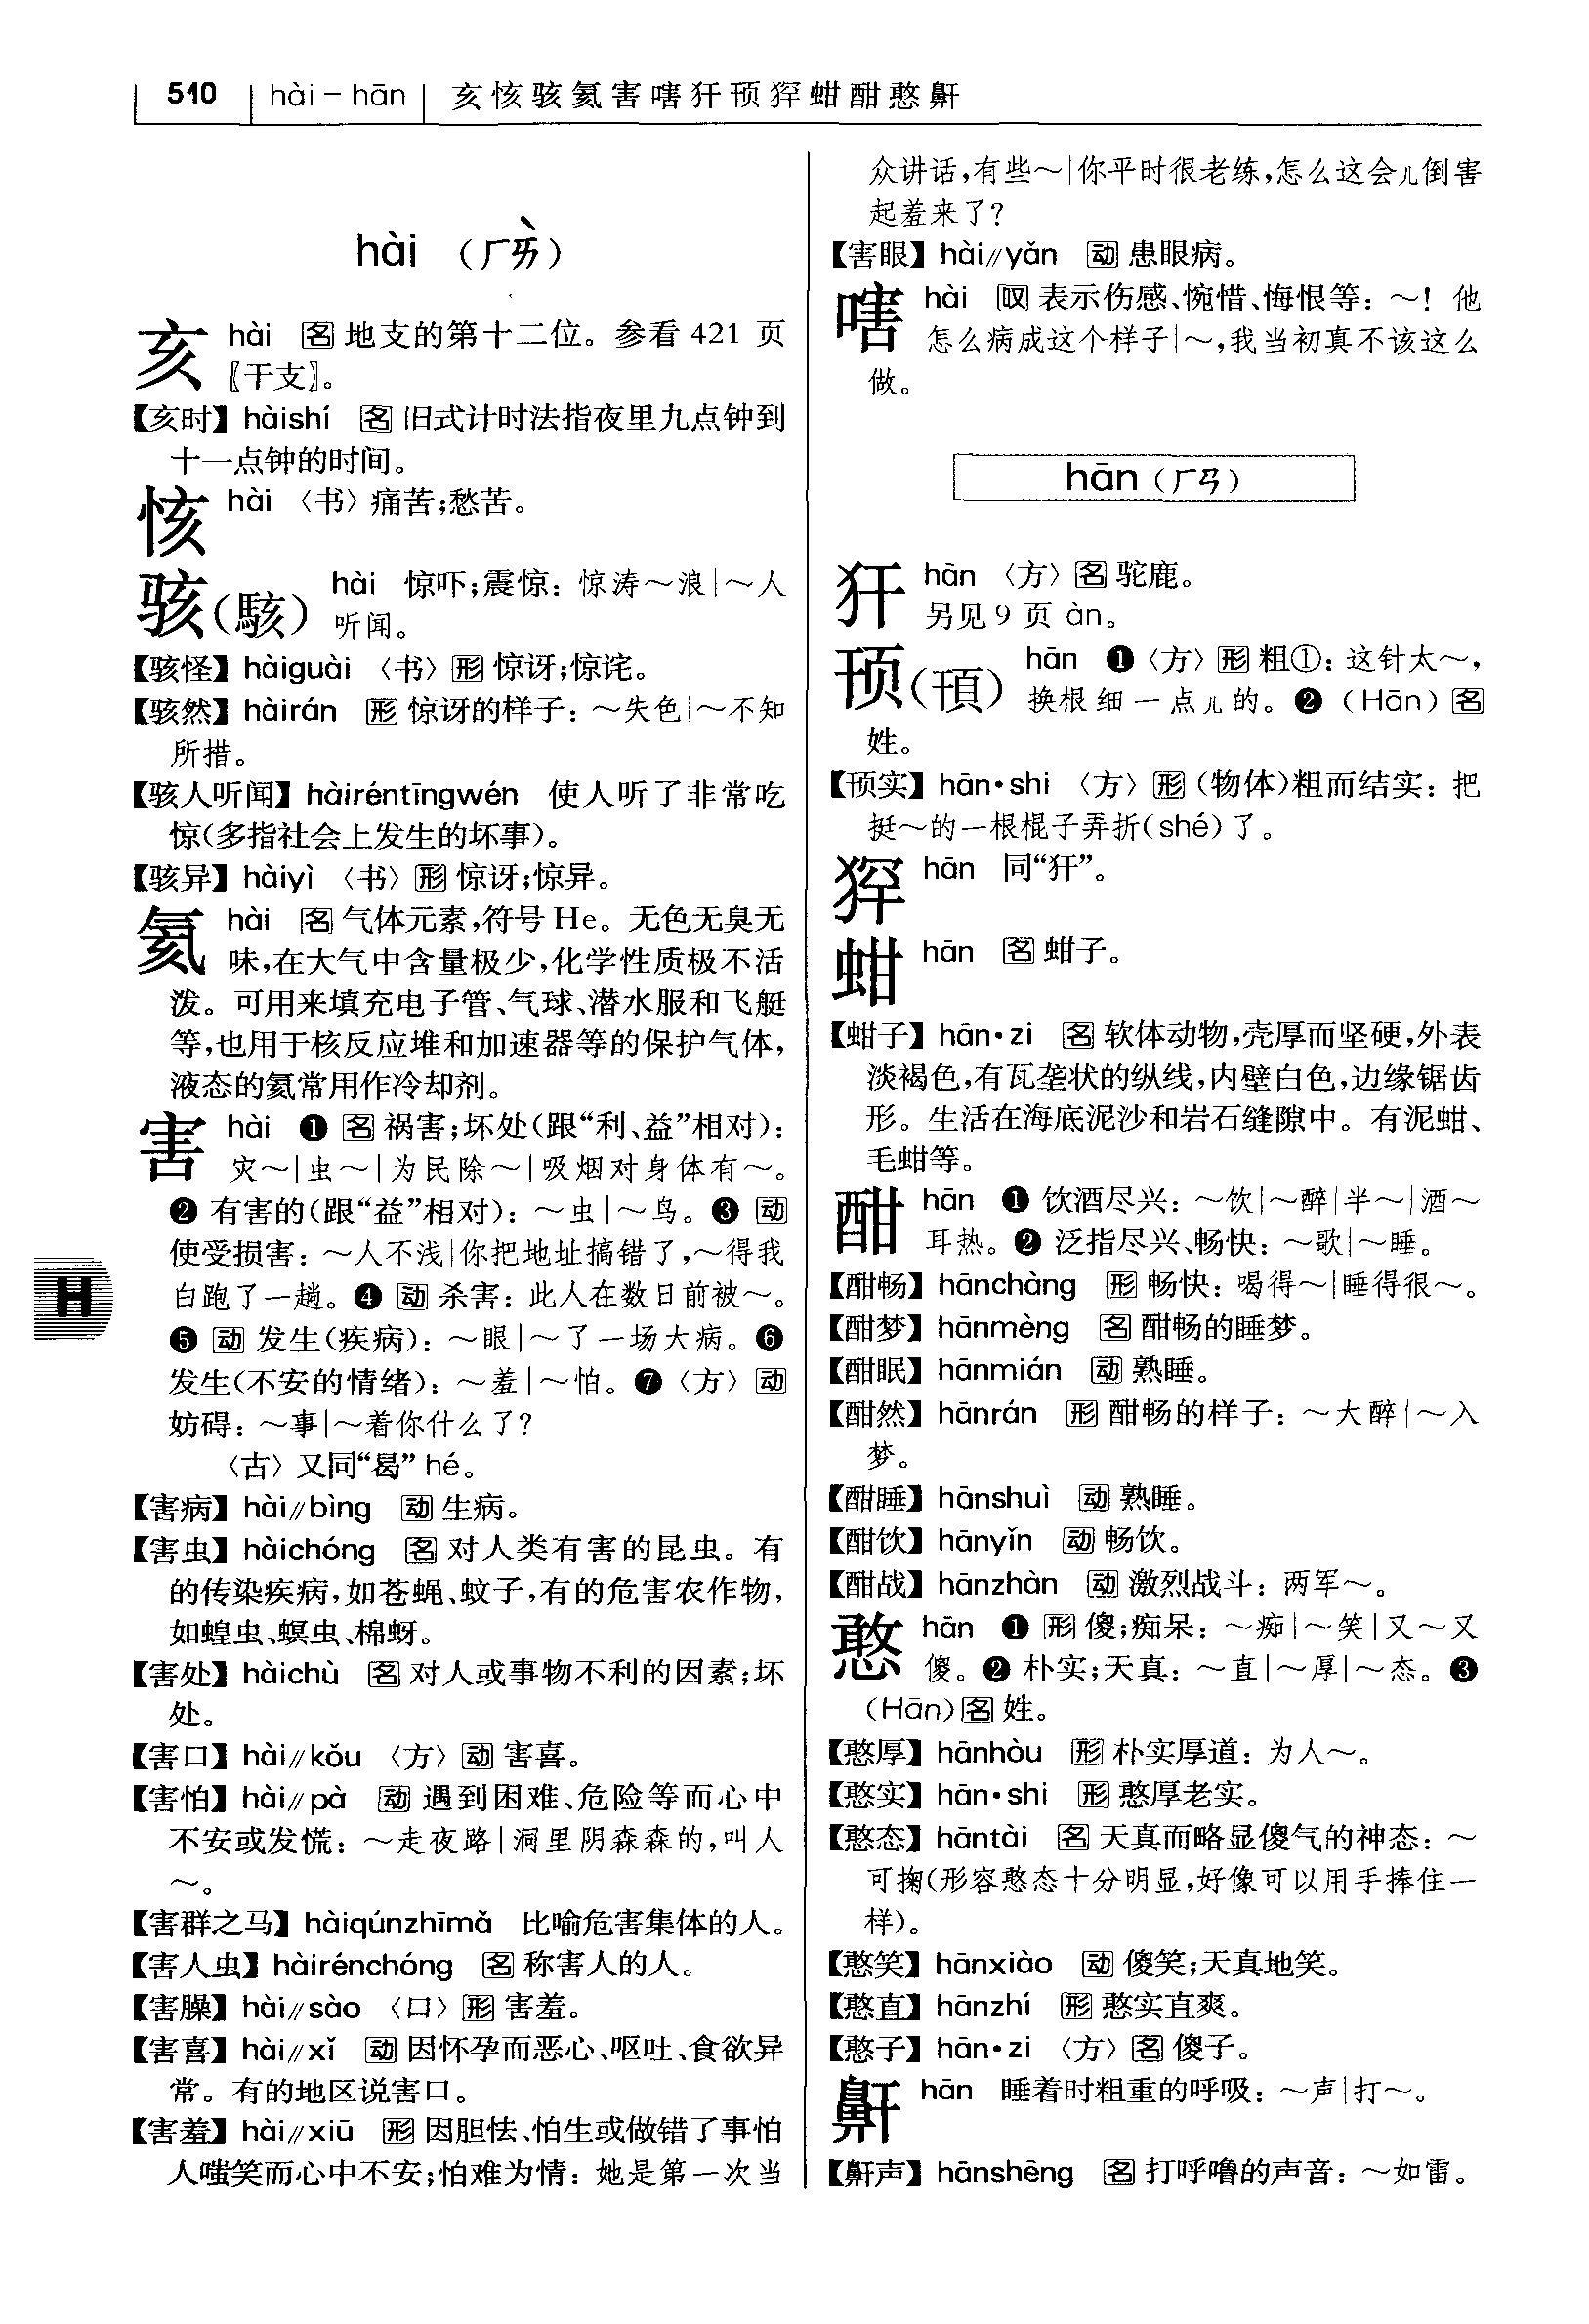 510 hài－hān 亥㤥骇氦害嗐犴顸㹊蚶酣憨鼾
hài （ㄏㄞˋ）
亥 hài 名 地支的第十二位。参看 421 页
〖干支〗。
【亥时】hàishí 名 旧式计时法指夜里九点钟到
十一点钟的时间。
㤥 hài 〈书〉痛苦；愁苦。
骇（駭） hài 惊吓；震惊：惊涛～浪｜～人
听闻。
【骇怪】hàiguài 〈书〉形 惊讶；惊诧。
【骇然】hàirán 形 惊讶的样子：～失色｜～不知
所措。
【骇人听闻】hàiréntīngwén 使人听了非常吃
惊（多指社会上发生的坏事）。
【骇异】hàiyì 〈书〉形 惊讶；惊异。
氦 hài 名 气体元素，符号 He。无色无臭无
味，在大气中含量极少，化学性质极不活
泼。可用来填充电子管、气球、潜水服和飞艇
等，也用于核反应堆和加速器等的保护气体，
液态的氦常用作冷却剂。
害 hài ❶ 名 祸害；坏处（跟“利、益”相对）：
灾～｜虫～｜为民除～｜吸烟对身体有～。
❷ 有害的（跟“益”相对）：～虫｜～鸟。❸ 动
使受损害：～人不浅｜你把地址搞错了，～得我
白跑了一趟。❹ 动 杀害：此人在数日前被～。
❺ 动 发生（疾病）：～眼｜～了一场大病。❻
发生（不安的情绪）：～羞｜～怕。❼〈方〉动
妨碍：～事｜～着你什么了？
〈古〉又同“曷”hé。
【害病】hài∥bìng 动 生病。
【害虫】hàichóng 名 对人类有害的昆虫。有
的传染疾病，如苍蝇、蚊子，有的危害农作物，
如蝗虫、螟虫、棉蚜。
【害处】hàichù 名 对人或事物不利的因素；坏
处。
【害口】hài∥kǒu 〈方〉动 害喜。
【害怕】hài∥pà 动 遇到困难、危险等而心中
不安或发慌：～走夜路｜洞里阴森森的，叫人
～。
【害群之马】hàiqúnzhīmǎ 比喻危害集体的人。
【害人虫】hàirénchóng 名 称害人的人。
【害臊】hài∥sào 〈口〉形 害羞。
【害喜】hài∥xǐ 动 因怀孕而恶心、呕吐、食欲异
常。有的地区说害口。
【害羞】hài∥xiū 形 因胆怯、怕生或做错了事怕
人嗤笑而心中不安；怕难为情：她是第一次当
众讲话，有些～｜你平时很老练，怎么这会儿倒害
起羞来了？
【害眼】hài∥yǎn 动 患眼病。
嗐 hài 叹 表示伤感、惋惜、悔恨等：～！他
怎么病成这个样子｜～，我当初真不该这么
做。
hān（ㄏㄢ）
犴 hān 〈方〉名 驼鹿。
另见 9 页 àn。
顸（頇） hān ❶〈方〉形 粗①：这针太～，
换根细一点儿的。❷（Hān）名
姓。
【顸实】hān·shi 〈方〉形（物体）粗而结实：把
挺～的一根棍子弄折（shé）了。
㹊 hān 同“犴”。
蚶 hān 名 蚶子。
【蚶子】hān·zi 名 软体动物，壳厚而坚硬，外表
淡褐色，有瓦垄状的纵线，内壁白色，边缘锯齿
形。生活在海底泥沙和岩石缝隙中。有泥蚶、
毛蚶等。
酣 hān ❶ 饮酒尽兴：～饮｜～醉｜半～｜酒～
耳热。❷ 泛指尽兴、畅快：～歌｜～睡。
【酣畅】hānchàng 形 畅快：喝得～｜睡得很～。
【酣梦】hānmèng 名 酣畅的睡梦。
【酣眠】hānmián 动 熟睡。
【酣然】hānrán 形 酣畅的样子：～大醉｜～入
梦。
【酣睡】hānshuì 动 熟睡。
【酣饮】hānyǐn 动 畅饮。
【酣战】hānzhàn 动 激烈战斗：两军～。
憨 hān ❶ 形 傻；痴呆：～痴｜～笑｜又～又
傻。❷ 朴实；天真：～直｜～厚｜～态。❸
（Hān）名 姓。
【憨厚】hānhòu 形 朴实厚道：为人～。
【憨实】hān·shi 形 憨厚老实。
【憨态】hāntài 名 天真而略显傻气的神态：～
可掬（形容憨态十分明显，好像可以用手捧住一
样）。
【憨笑】hānxiào 动 傻笑；天真地笑。
【憨直】hānzhí 形 憨实直爽。
【憨子】hān·zi 〈方〉名 傻子。
鼾 hān 睡着时粗重的呼吸：～声｜打～。
【鼾声】hānshēng 名 打呼噜的声音：～如雷。
H